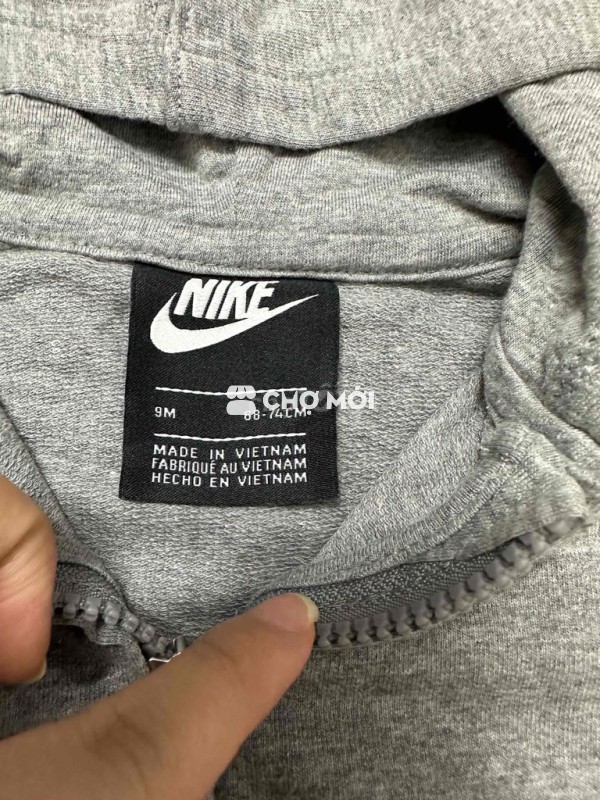 NIKE
CHỢ MỚI
9M 68-74CM.
MADE IN VIETNAM
FABRIQUÉ AU VIETNAM
HECHO EN VIETNAM